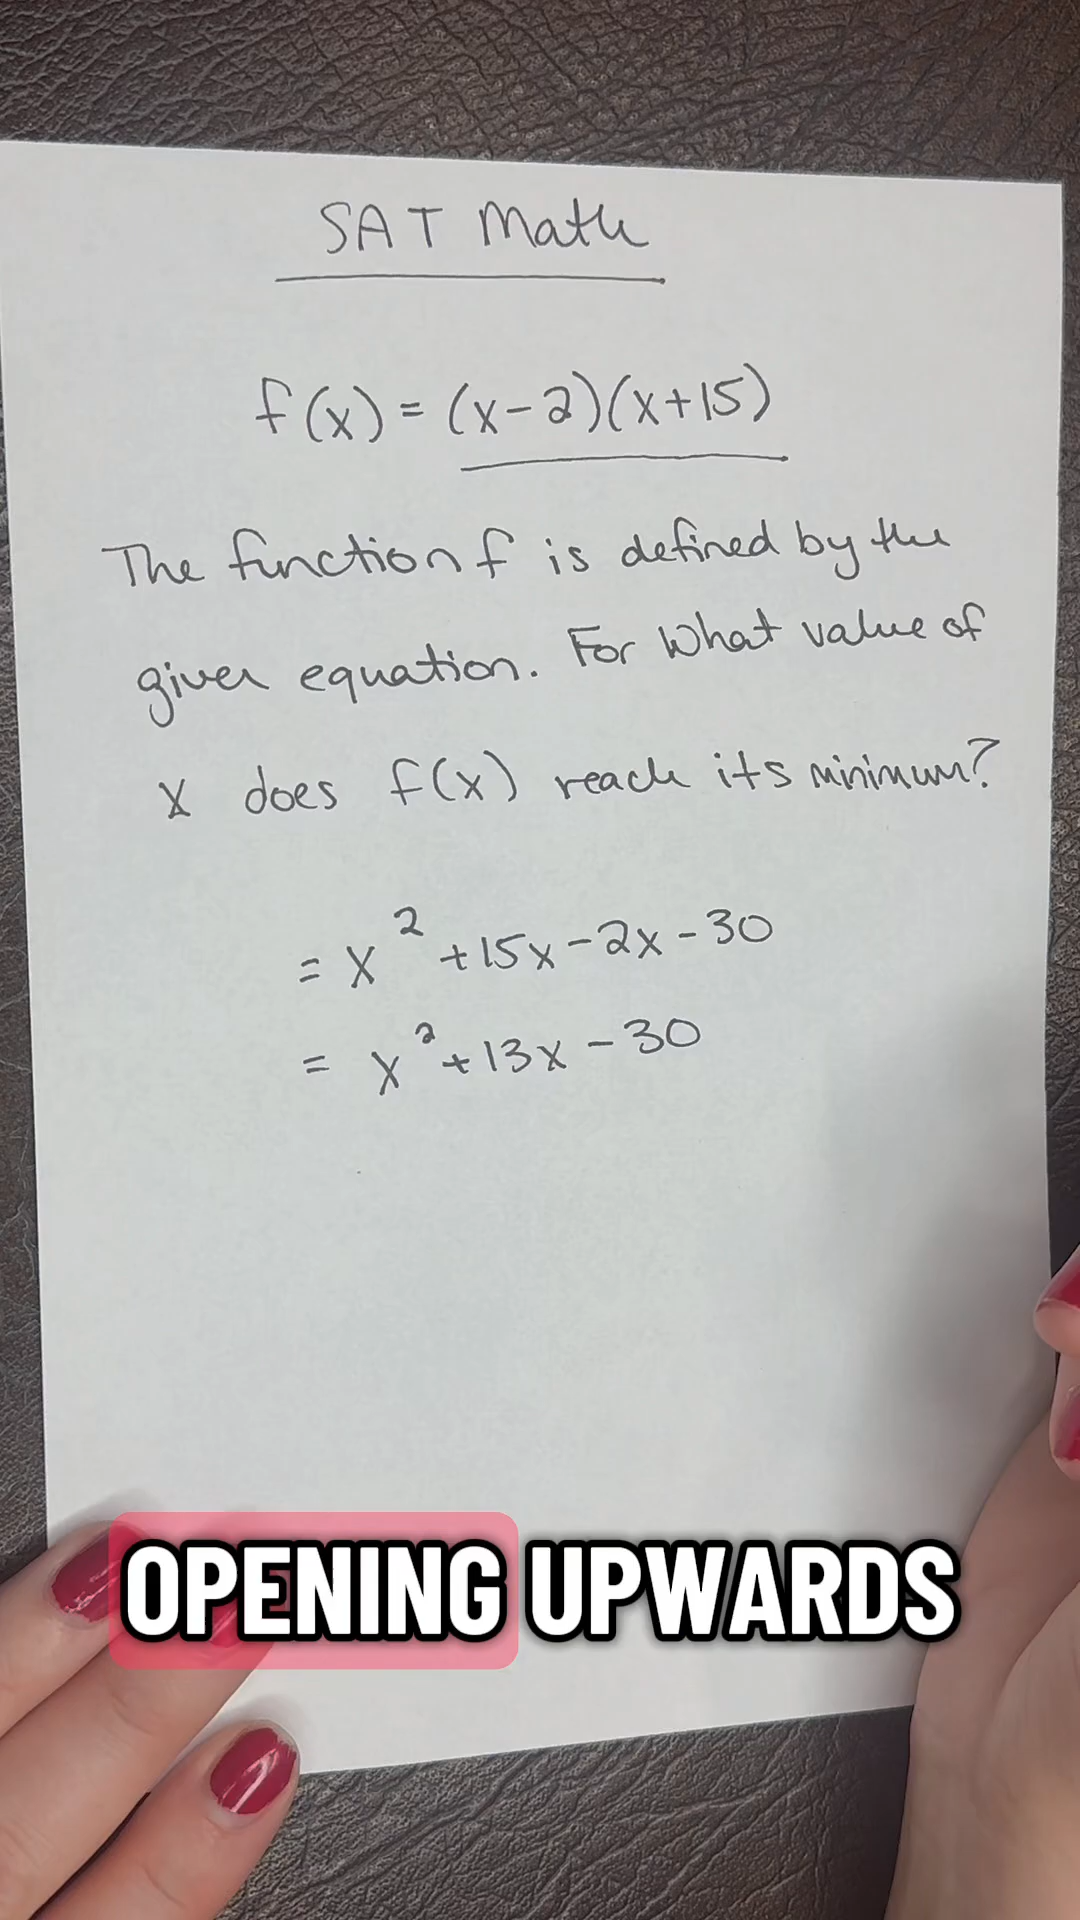 SAT Math
f(x) = (x-2)(x+15)
The function f is defined by the
given equation. For what value of
x does f(x) reach its minimum?
= x² +15x-2x-30
= x²+13x-30
OPENING UPWARDS